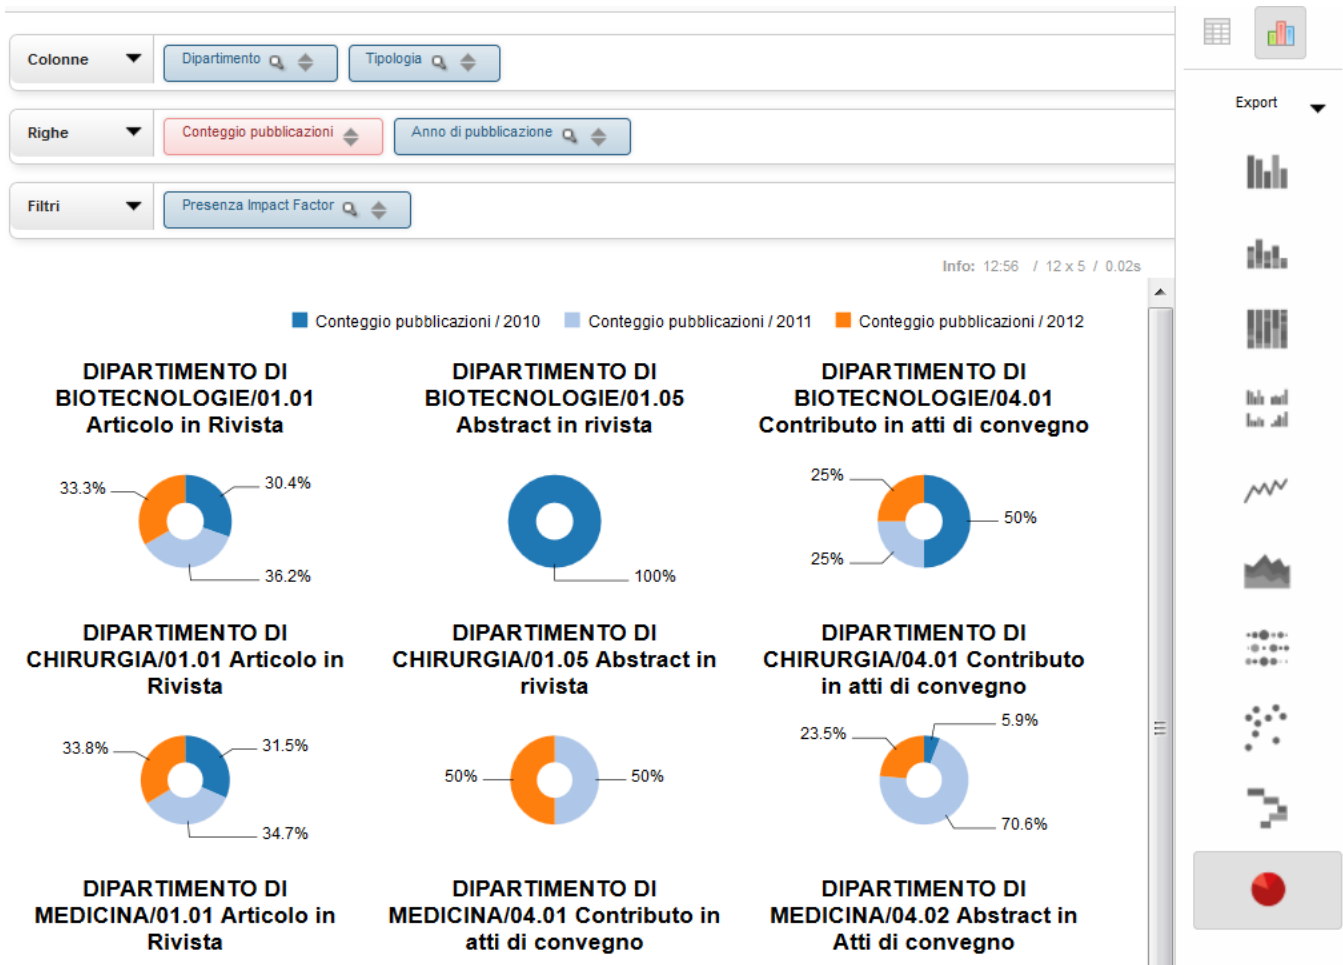 Colonne
Dipartimento
Tipologia
Export
Righe
Conteggio pubblicazioni
Anno di pubblicazione
Filtri
Presenza Impact Factor
Info: 12:56 / 12 x 5 / 0.02s
Conteggio pubblicazioni / 2010
Conteggio pubblicazioni / 2011
Conteggio pubblicazioni / 2012
DIPARTIMENTO DI
BIOTECNOLOGIE/01.01
Articolo in Rivista
33.3%
30.4%
36.2%
DIPARTIMENTO DI
BIOTECNOLOGIE/01.05
Abstract in rivista
100%
DIPARTIMENTO DI
BIOTECNOLOGIE/04.01
Contributo in atti di convegno
25%
50%
25%
DIPARTIMENTO DI
CHIRURGIA/01.01 Articolo in
Rivista
33.8%
31.5%
34.7%
DIPARTIMENTO DI
CHIRURGIA/01.05 Abstract in
rivista
50%
50%
DIPARTIMENTO DI
CHIRURGIA/04.01 Contributo
in atti di convegno
5.9%
23.5%
70.6%
DIPARTIMENTO DI
MEDICINA/01.01 Articolo in
Rivista
DIPARTIMENTO DI
MEDICINA/04.01 Contributo in
atti di convegno
DIPARTIMENTO DI
MEDICINA/04.02 Abstract in
Atti di convegno